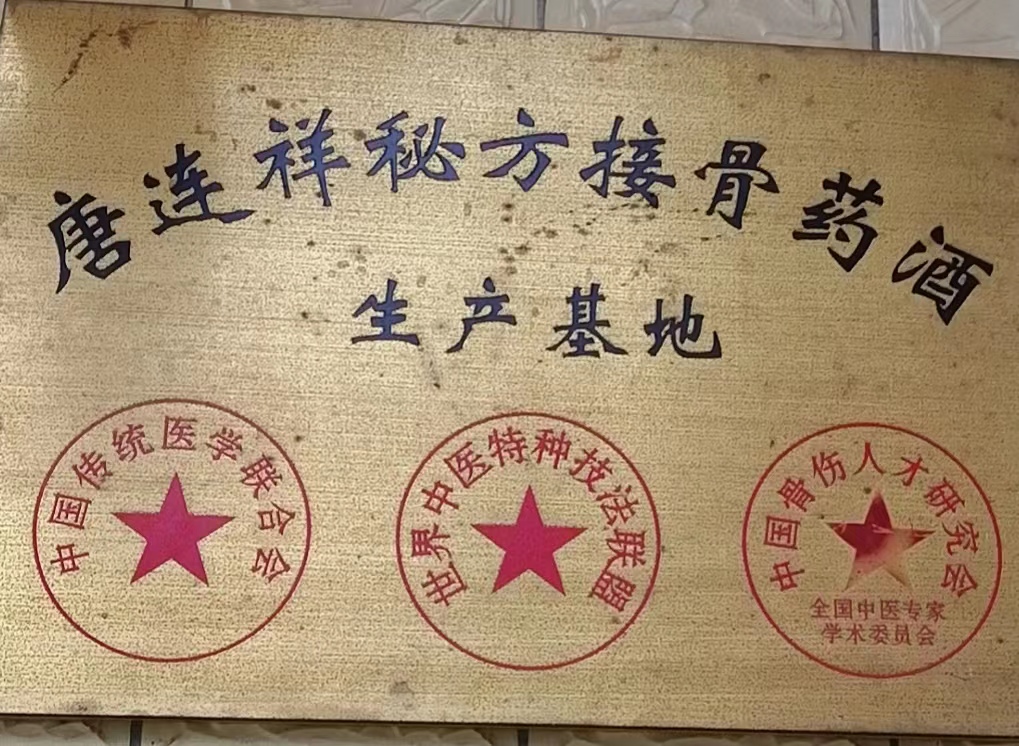 唐连祥秘方接骨药酒
生产基地
中国传统医学联合会
世界中医特种技法联盟
中国骨伤人才研究会
全国中医专家
学术委员会